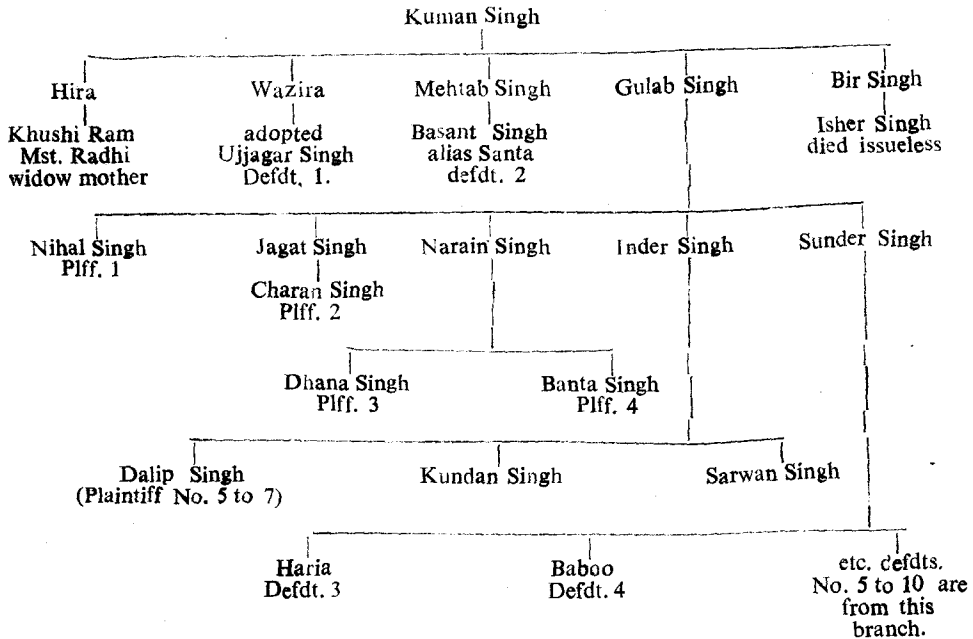 Kuman Singh
Hira
Wazira
Mehtab Singh
Gulab Singh
Bir Singh
Khushi Ram
Mst. Radhi
widow mother
adopted
Ujjagar Singh
Defdt. 1.
Basant Singh
alias Santa
defdt. 2
Isher Singh
died issueless
Nihal Singh
Plff. 1
Jagat Singh
Narain Singh
Inder Singh
Sunder Singh
Charan Singh
Plff. 2
Dhana Singh
Plff. 3
Banta Singh
Plff. 4
Dalip Singh
(Plaintiff No. 5 to 7)
Kundan Singh
Sarwan Singh
Haria
Defdt. 3
Baboo
Defdt. 4
etc. defdts.
No. 5 to 10 are
from this
branch.